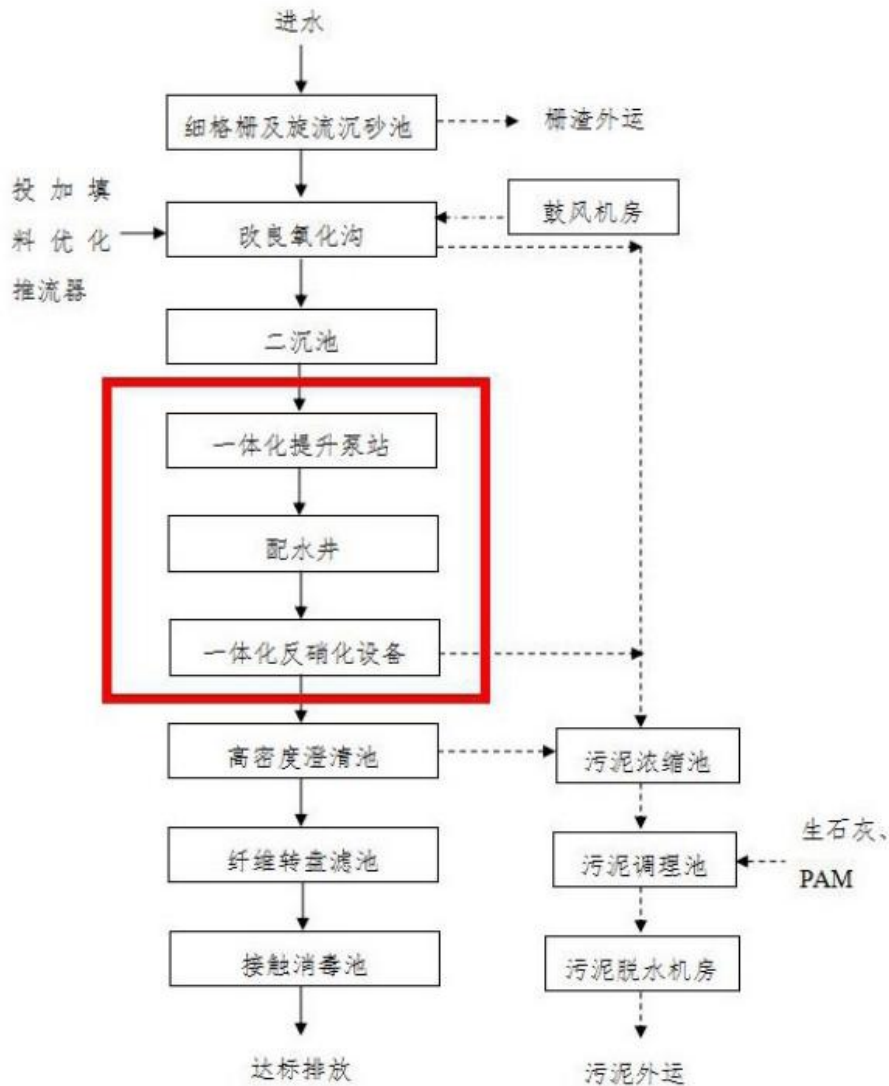 进水
细格栅及旋流沉砂池
栅渣外运
投加填
料优化
推流器
改良氧化沟
鼓风机房
二沉池
一体化提升泵站
配水井
一体化反硝化设备
高密度澄清池
污泥浓缩池
纤维转盘滤池
污泥调理池
生石灰、
PAM
接触消毒池
污泥脱水机房
达标排放
污泥外运